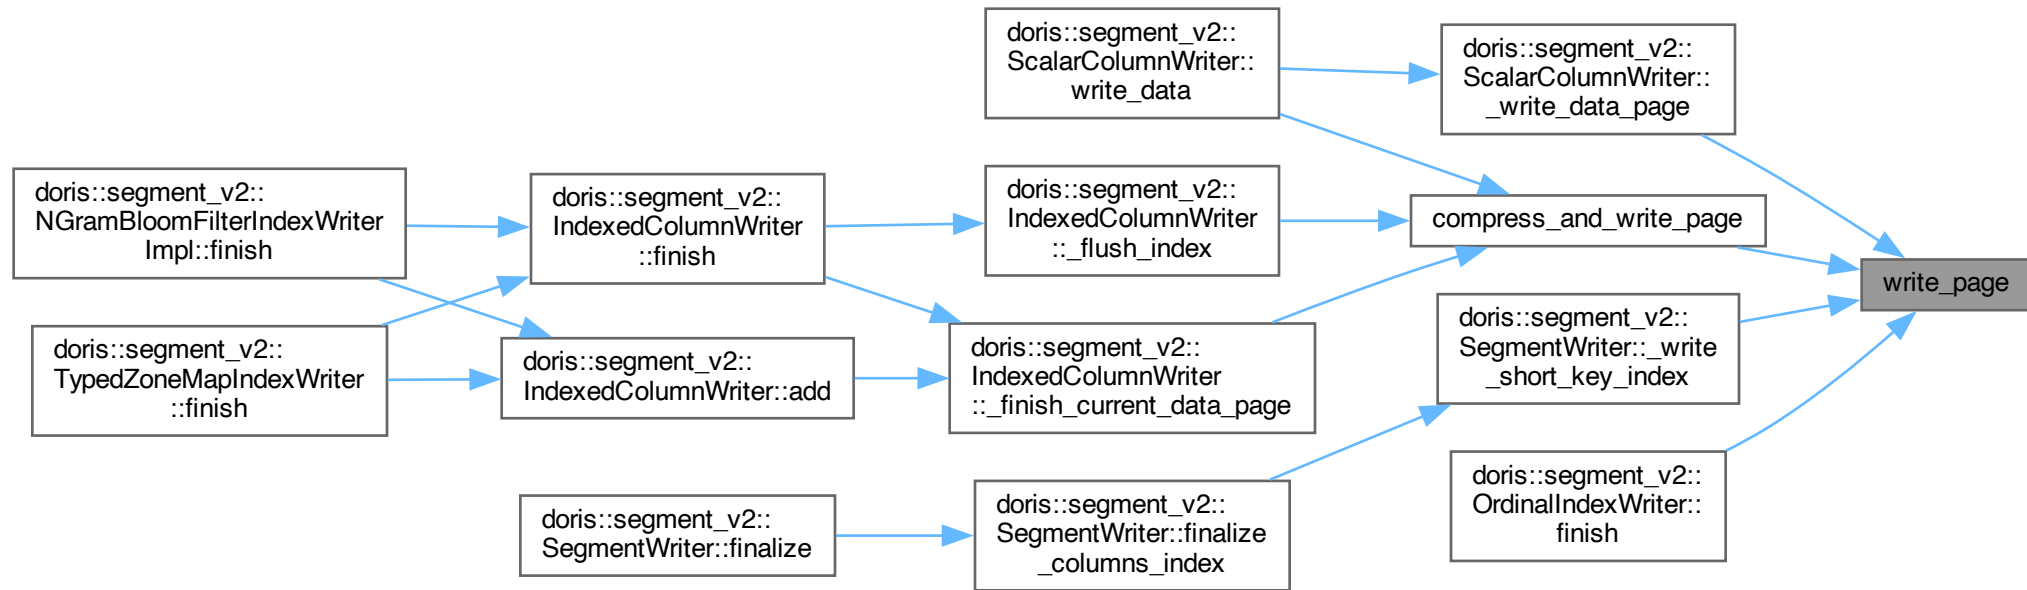 doris::segment_v2::
ScalarColumnWriter::
write_data
doris::segment_v2::
ScalarColumnWriter::
_write_data_page
doris::segment_v2::
NGramBloomFilterIndexWriter
Impl::finish
doris::segment_v2::
IndexedColumnWriter
::finish
doris::segment_v2::
IndexedColumnWriter
::_flush_index
compress_and_write_page
write_page
doris::segment_v2::
TypedZoneMapIndexWriter
::finish
doris::segment_v2::
IndexedColumnWriter::add
doris::segment_v2::
IndexedColumnWriter
::_finish_current_data_page
doris::segment_v2::
SegmentWriter::_write
_short_key_index
doris::segment_v2::
SegmentWriter::finalize
doris::segment_v2::
SegmentWriter::finalize
_columns_index
doris::segment_v2::
OrdinalIndexWriter::
finish